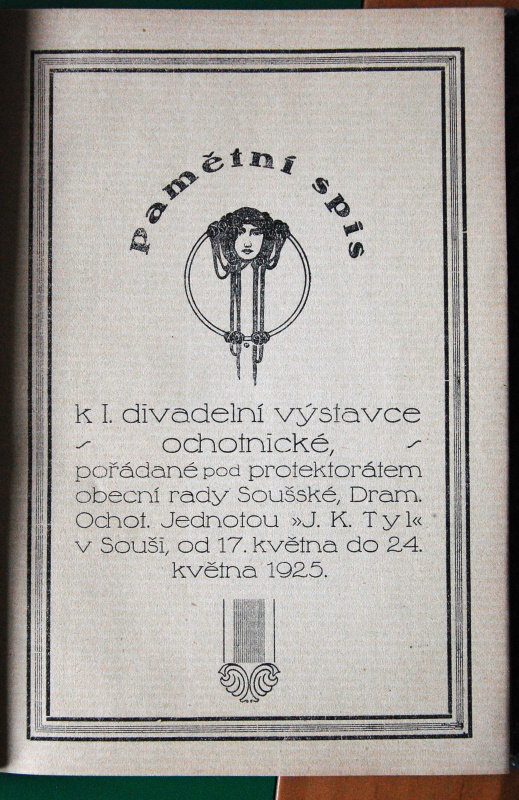 Pamětní spis
k I. divadelní výstavce
ochotnické,
pořádané pod protektorátem
obecní rady Soušské, Dram.
Ochot. Jednotou »J. K. Tyl«
v Souši, od 17. května do 24.
května 1925.